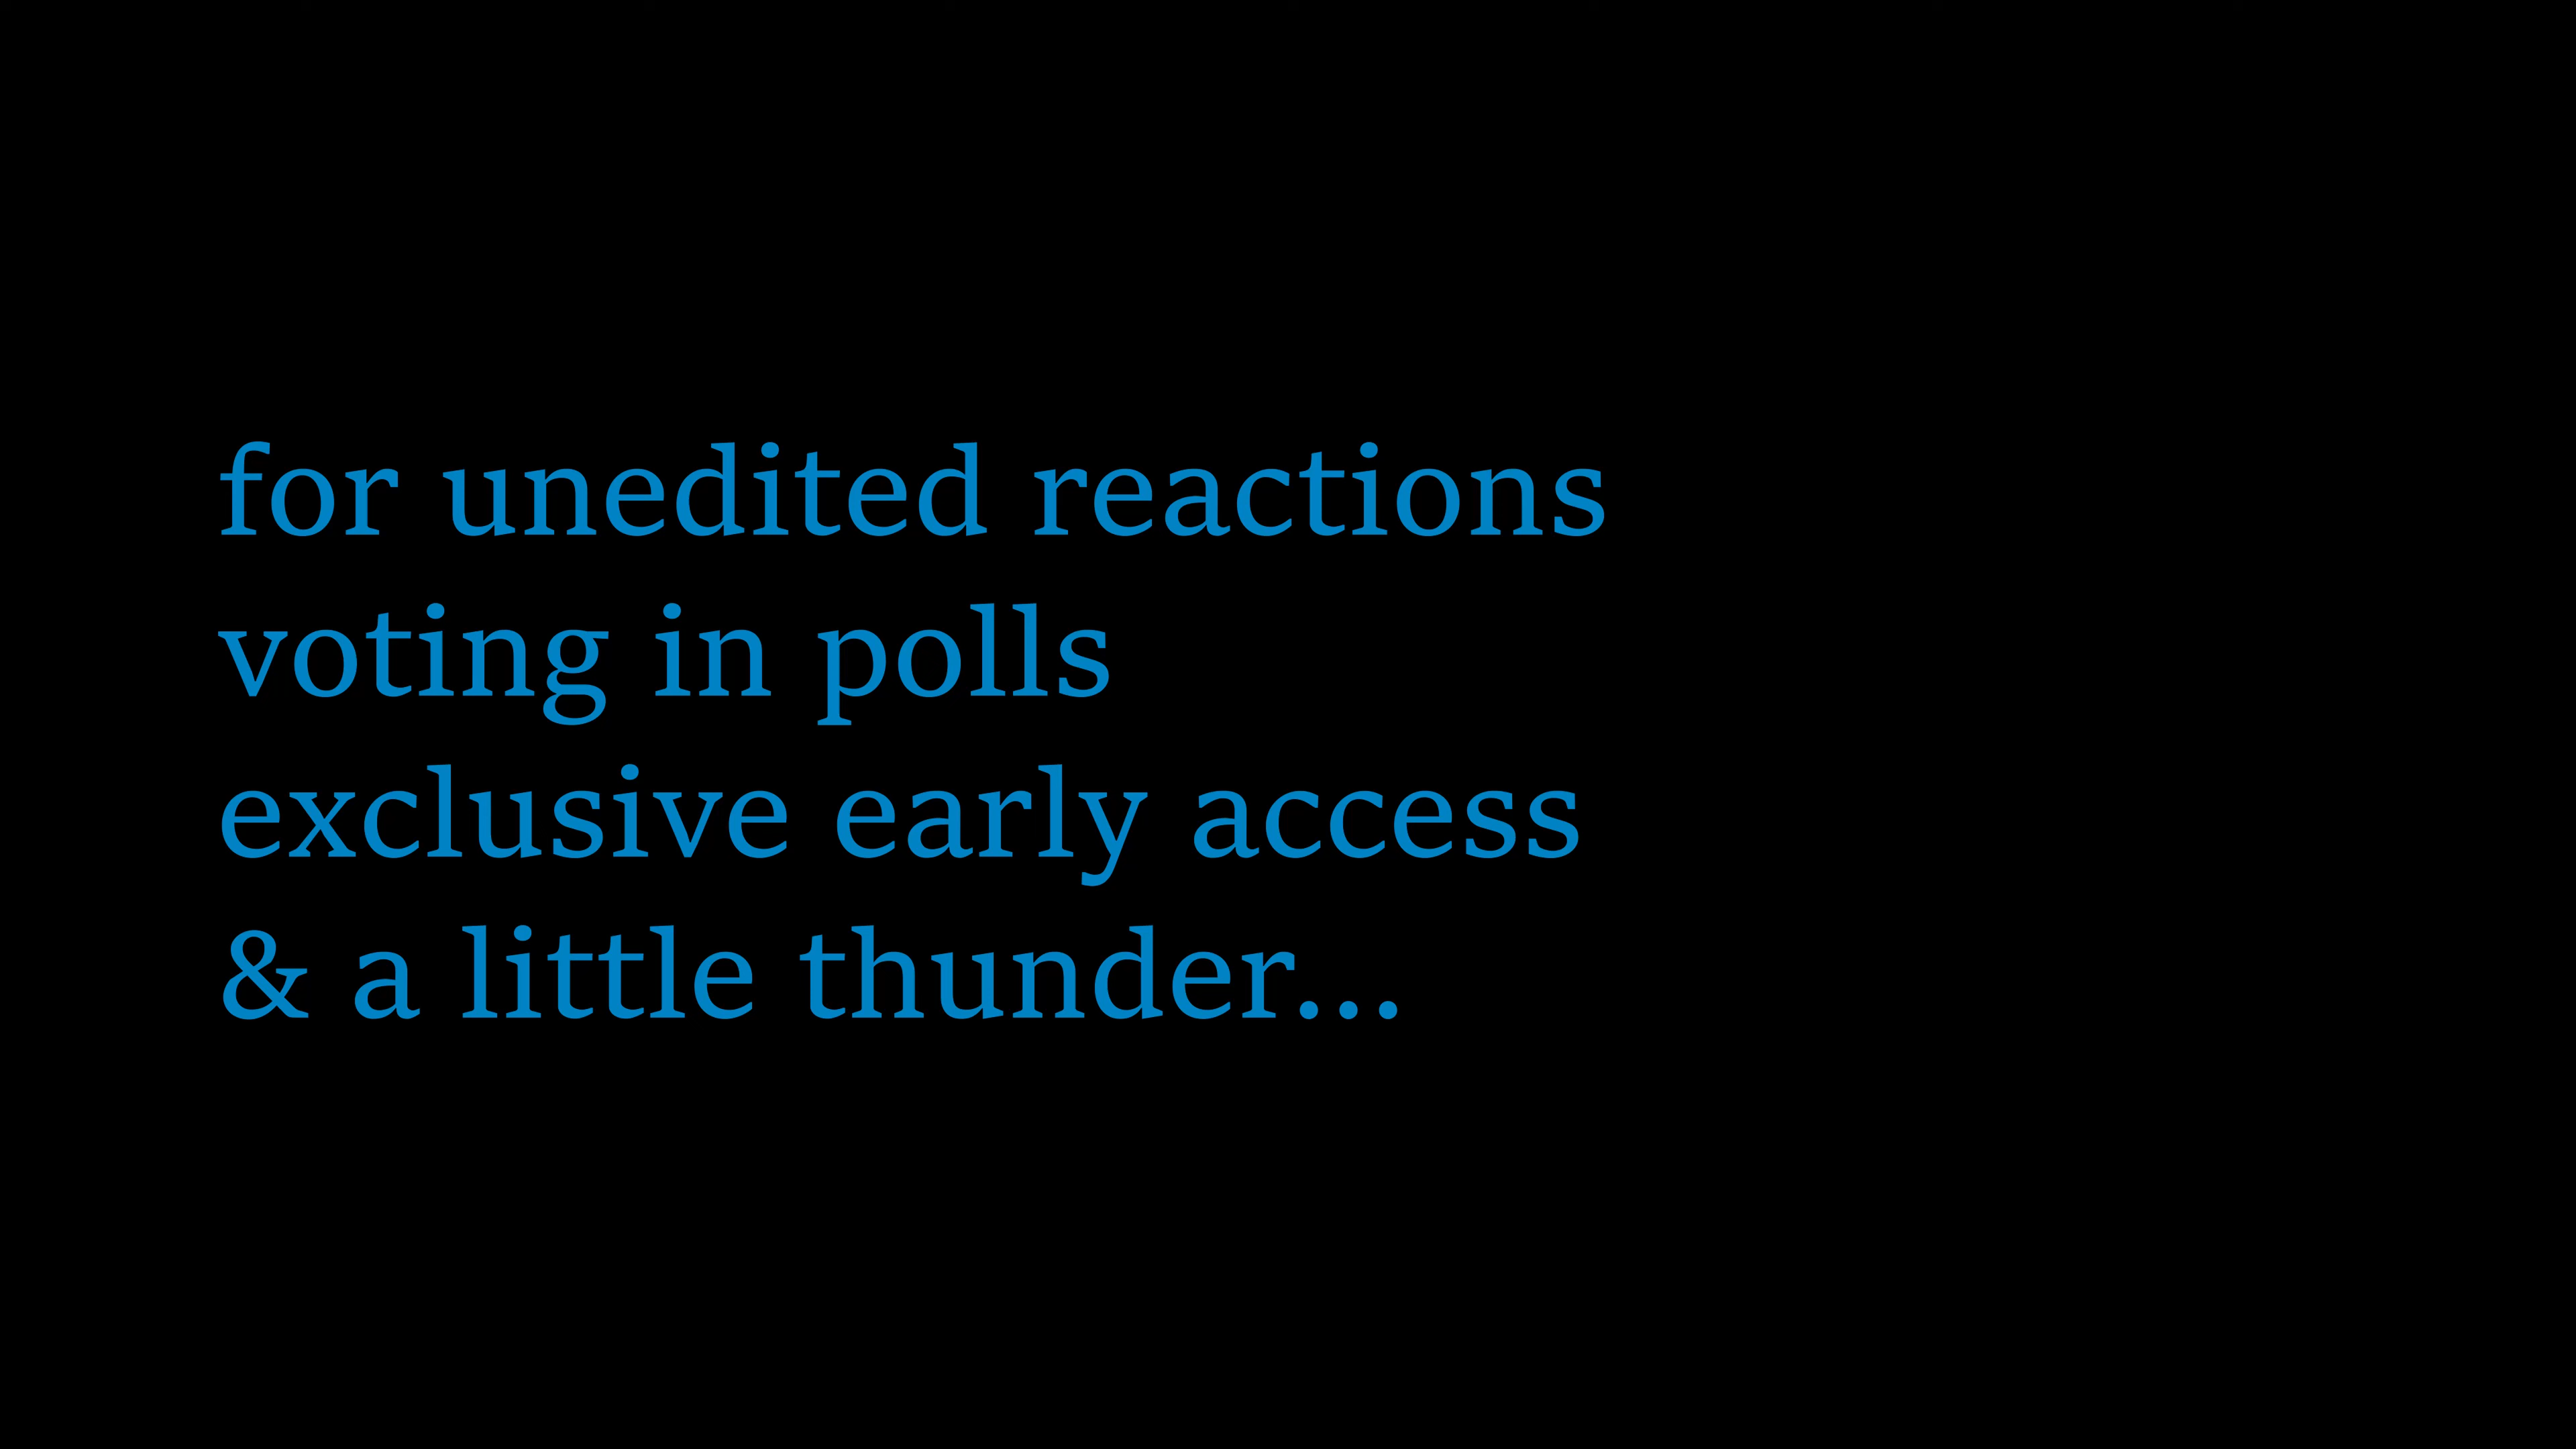 for unedited reactions
voting in polls
exclusive early access
& a little thunder...